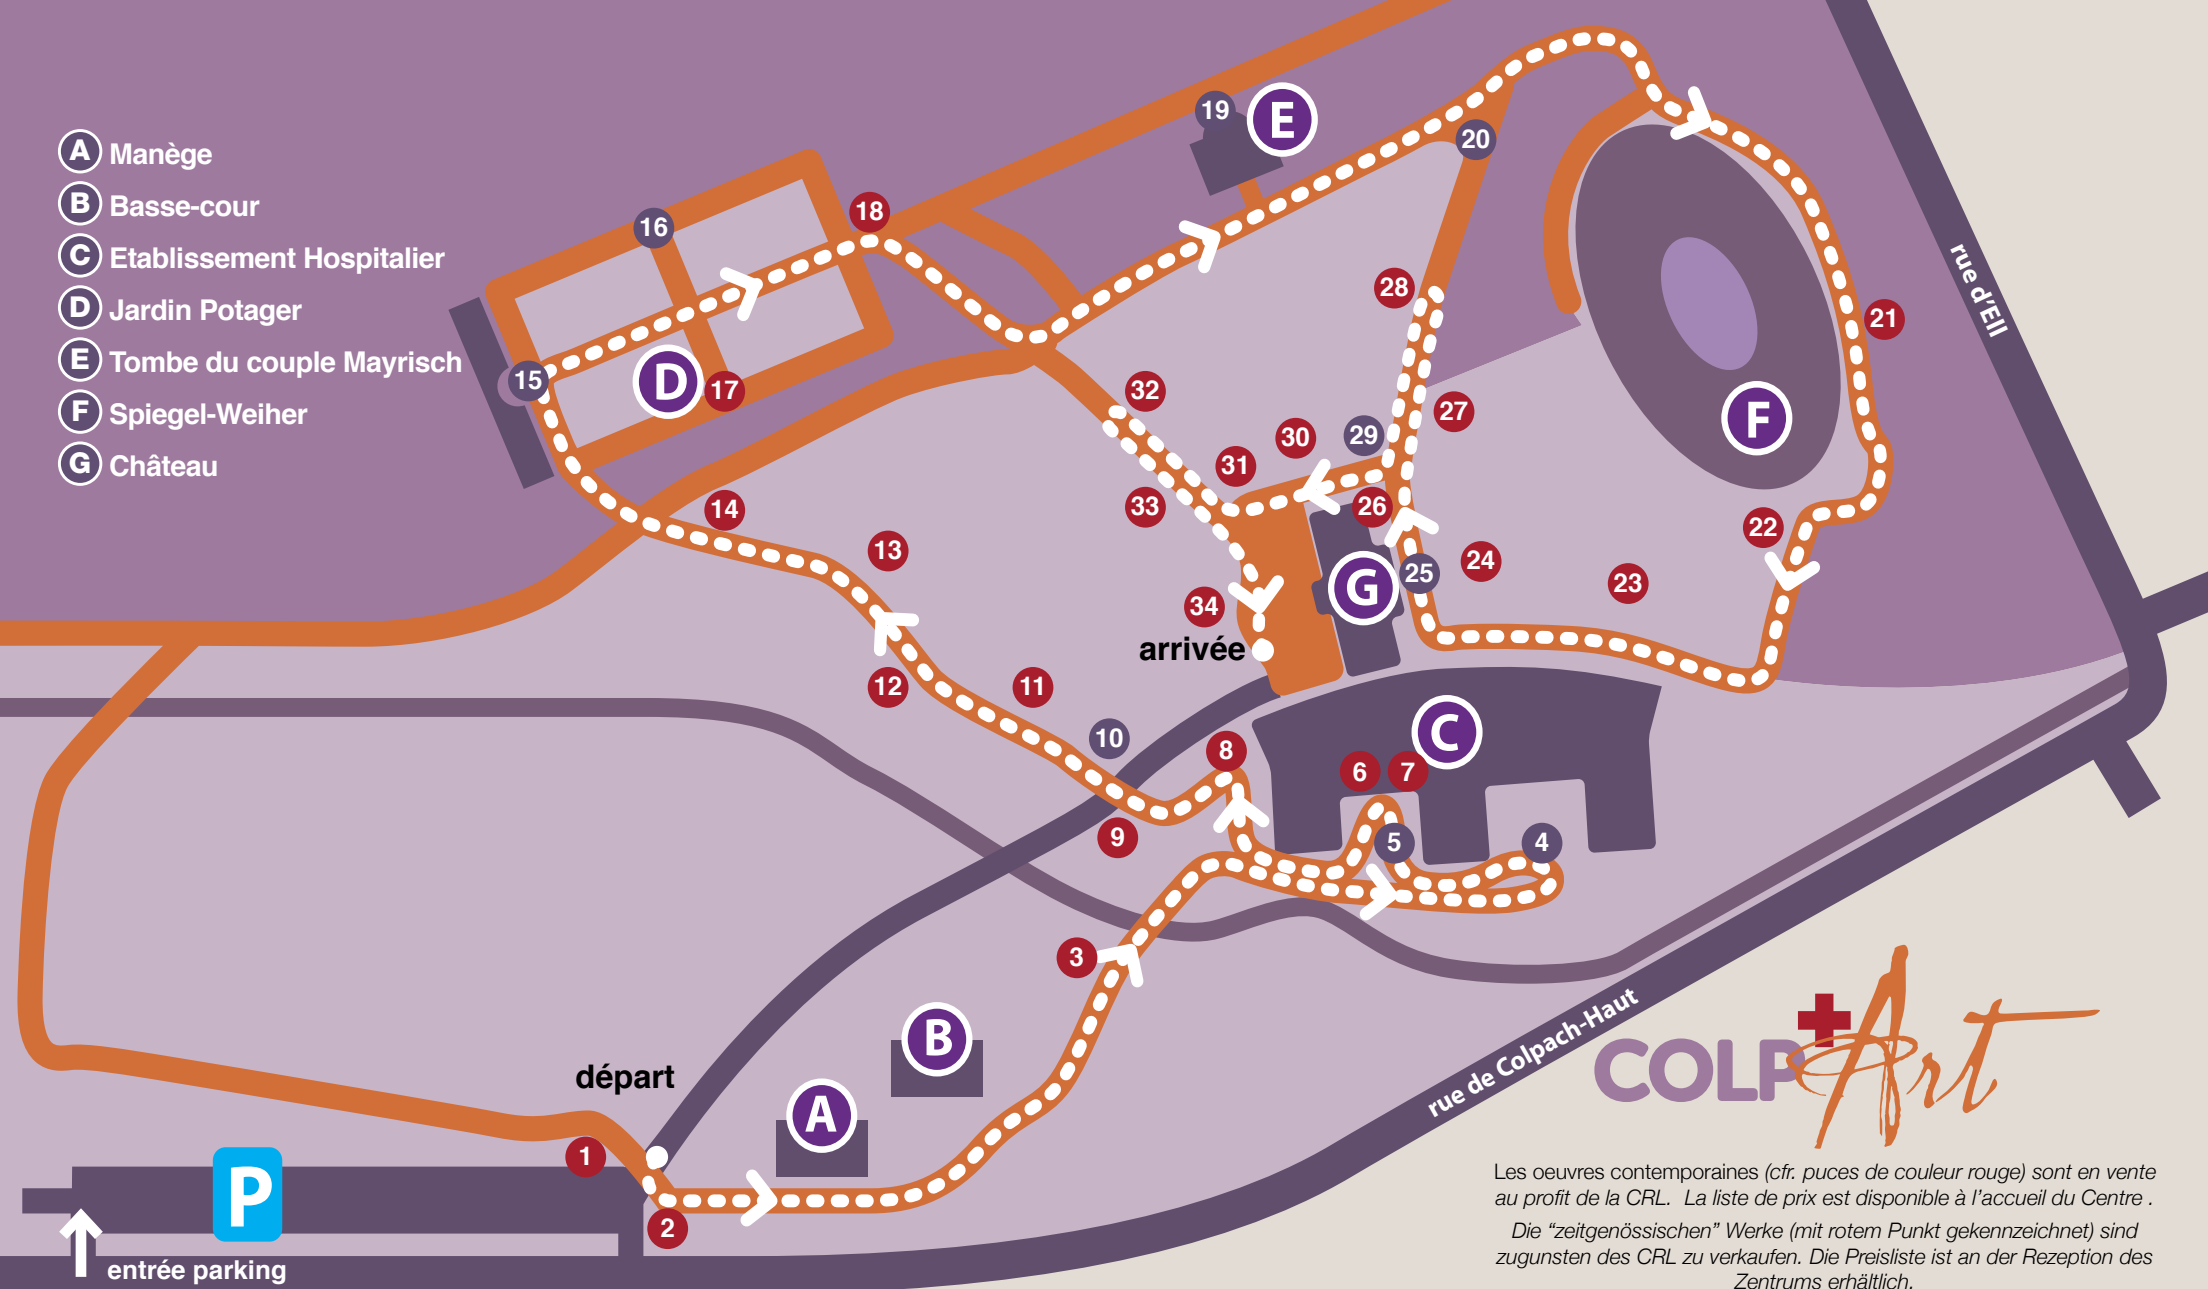 A Manège
B Basse-cour
C Etablissement Hospitalier
D Jardin Potager
E Tombe du couple Mayrisch
F Spiegel-Weiher
G Château
19
E
20
18
16
15
D
17
28
21
F
rue d'Ell
32
30
29
27
31
33
26
14
13
22
25
24
23
G
34
arrivée
12
11
10
8
C
6
7
9
5
4
3
B
A
départ
1
2
P
entrée parking
rue de Colpach-Haut
COLP+Art
Les oeuvres contemporaines (cfr. puces de couleur rouge) sont en vente
au profit de la CRL. La liste de prix est disponible à l'accueil du Centre .
Die “zeitgenössischen” Werke (mit rotem Punkt gekennzeichnet) sind
zugunsten des CRL zu verkaufen. Die Preisliste ist an der Rezeption des
Zentrums erhältlich.